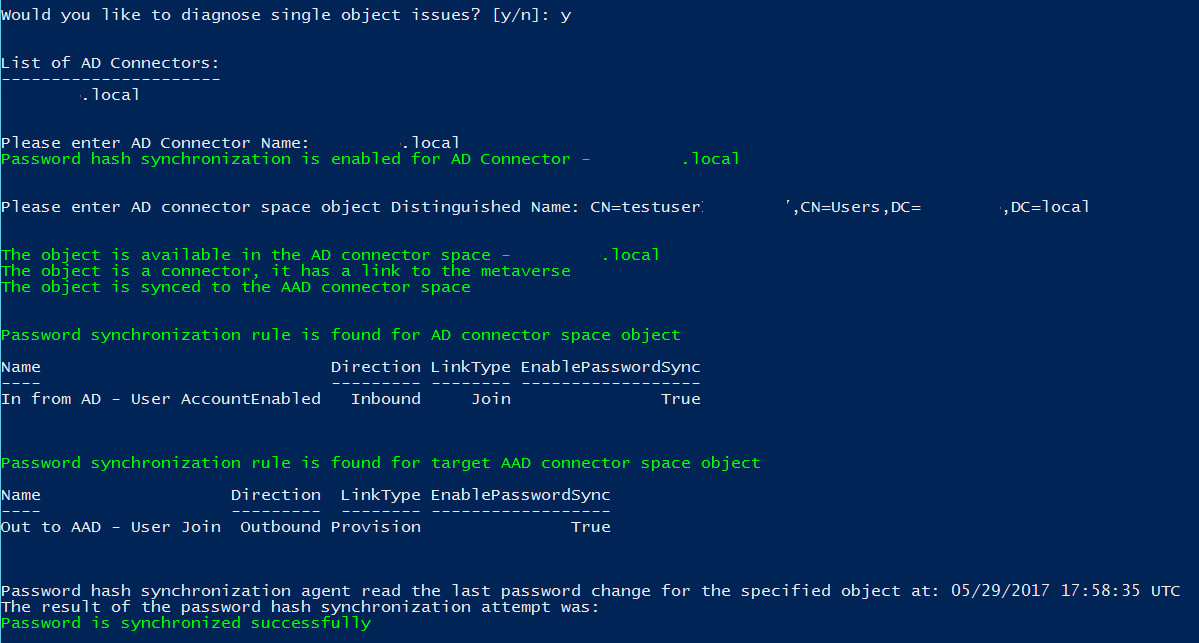 Would you like to diagnose single object issues? [y/n]: y
List of AD Connectors:
----------------------
.local
Please enter AD Connector Name: .local
Password hash synchronization is enabled for AD Connector - .local
Please enter AD connector space object Distinguished Name: CN=testuser ,CN=Users,DC= ,DC=local
The object is available in the AD connector space - .local
The object is a connector, it has a link to the metaverse
The object is synced to the AAD connector space
Password synchronization rule is found for AD connector space object
Name Direction LinkType EnablePasswordSync
---- --------- -------- ------------------
In from AD - User AccountEnabled Inbound Join True
Password synchronization rule is found for target AAD connector space object
Name Direction LinkType EnablePasswordSync
---- --------- -------- ------------------
Out to AAD - User Join Outbound Provision True
Password hash synchronization agent read the last password change for the specified object at: 05/29/2017 17:58:35 UTC
The result of the password hash synchronization attempt was:
Password is synchronized successfully